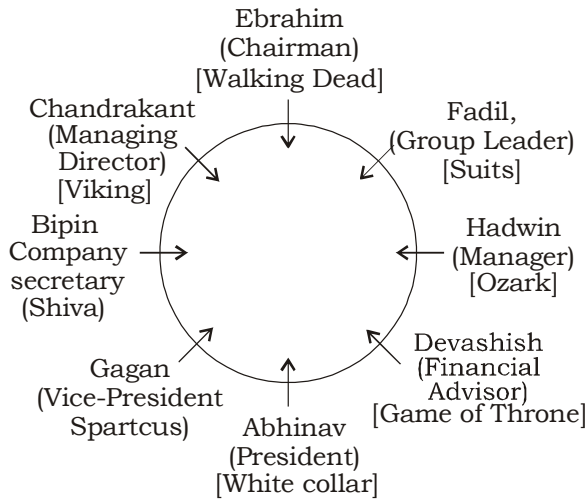 Ebrahim
(Chairman)
[Walking Dead]
Fadil,
(Group Leader)
[Suits]
Hadwin
(Manager)
[Ozark]
Devashish
(Financial
Advisor)
[Game of Throne]
Abhinav
(President)
[White collar]
Gagan
(Vice-President
Spartcus)
Bipin
Company
secretary
(Shiva)
Chandrakant
(Managing
Director)
[Viking]